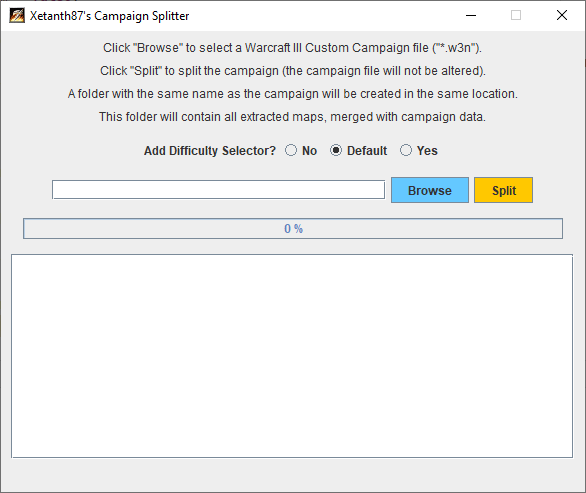 Xetanth87's Campaign Splitter
Click "Browse" to select a Warcraft III Custom Campaign file ("*.w3n").
Click "Split" to split the campaign (the campaign file will not be altered).
A folder with the same name as the campaign will be created in the same location.
This folder will contain all extracted maps, merged with campaign data.
Add Difficulty Selector? No Default Yes
Browse Split
0 %